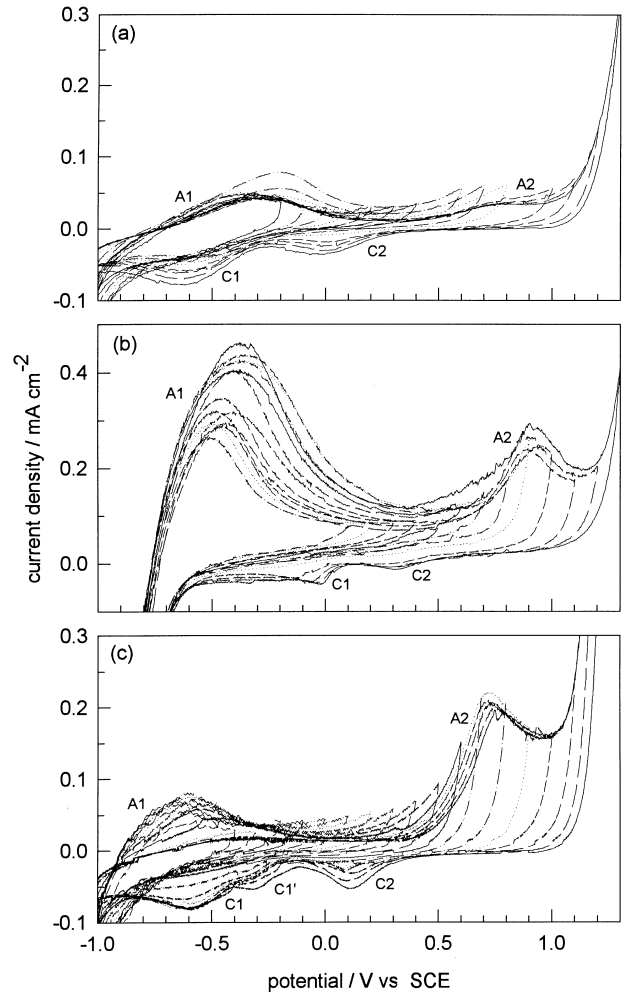 0.3
(a)
0.2
0.1
A1
A2
0.0
C2
C1
-0.1
(b)
0.4
A1
A2
0.2
0.0
C1
C2
current density / mA cm-2
0.3
(c)
0.2
A2
0.1
A1
0.0
C1
C1'
C2
-0.1
-1.0 -0.5 0.0 0.5 1.0
potential / V vs SCE